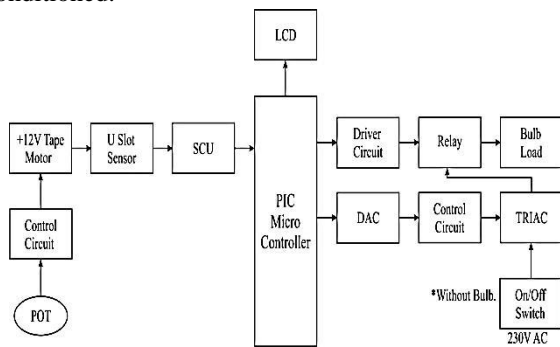 onditioned.
LCD
+12V Tape
Motor
U Slot
Sensor
SCU
PIC
Micro
Controller
Driver
Circuit
Relay
Bulb
Load
Control
Circuit
DAC
Control
Circuit
TRIAC
POT
*Without Bulb.
On/Off
Switch
230V AC